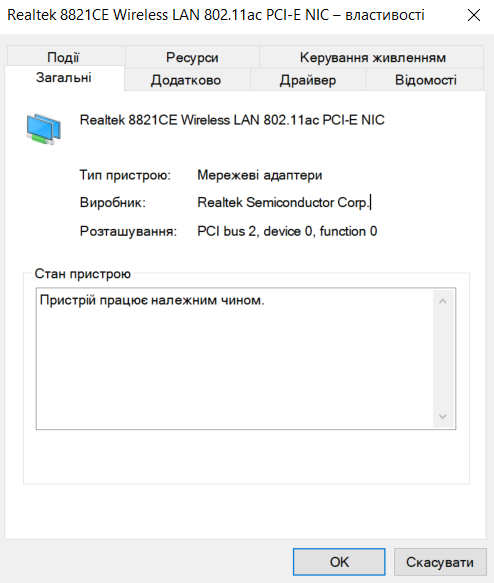 Realtek 8821CE Wireless LAN 802.11ac PCI-E NIC – властивості
Події Ресурси Керування живленням
Загальні Додатково Драйвер Відомості
Realtek 8821CE Wireless LAN 802.11ac PCI-E NIC
Тип пристрою: Мережеві адаптери
Виробник: Realtek Semiconductor Corp.
Розташування: PCI bus 2, device 0, function 0
Стан пристрою
Пристрій працює належним чином.
OK Скасувати